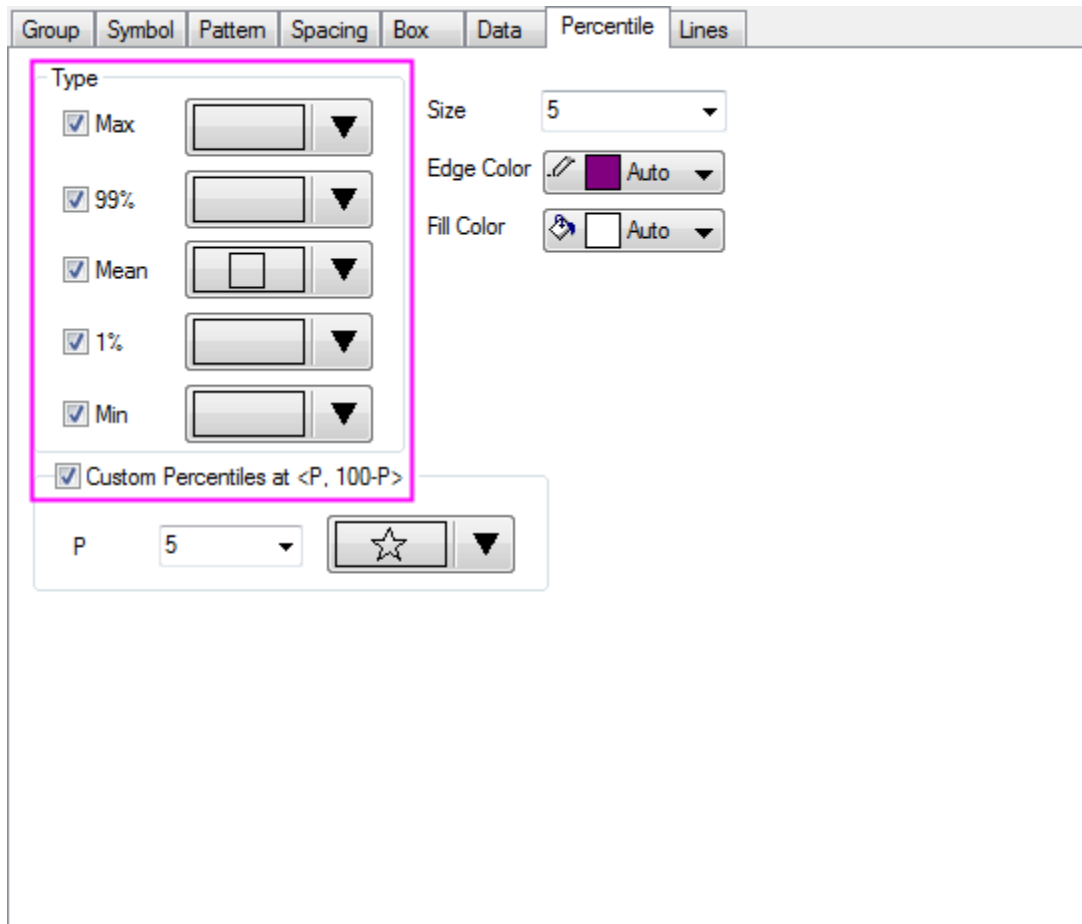 Group Symbol Pattern Spacing Box Data Percentile Lines
Type
Max
99%
Mean
1%
Min
Size 5
Edge Color Auto
Fill Color Auto
Custom Percentiles at <P, 100-P>
P 5